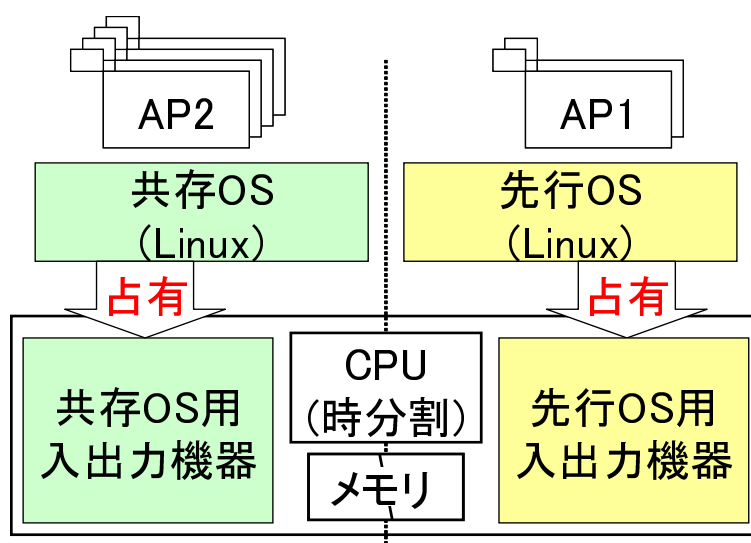 AP2
AP1
共存OS
(Linux)
先行OS
(Linux)
占有
占有
共存OS用
入出力機器
CPU
(時分割)
メモリ
先行OS用
入出力機器